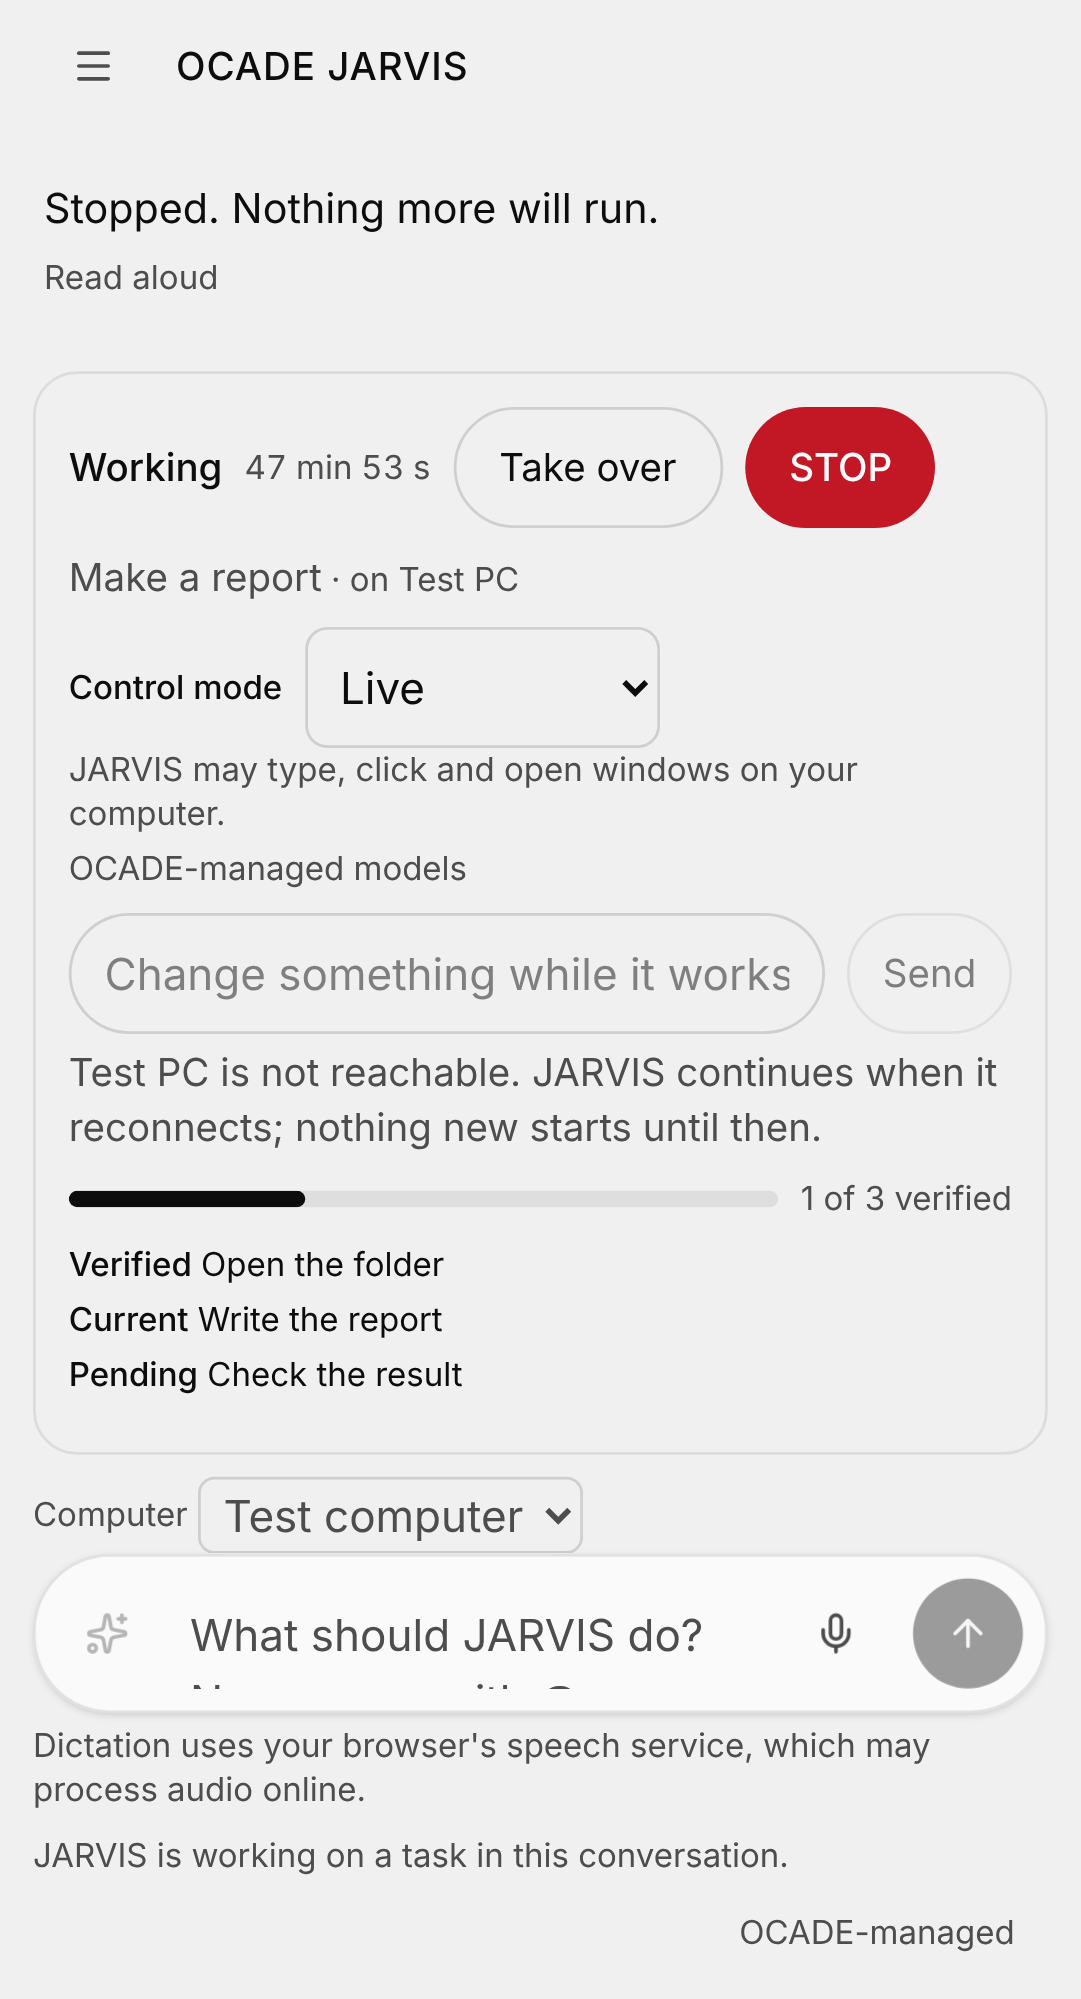 OCADE JARVIS
Stopped. Nothing more will run.
Read aloud
Working 47 min 53 s Take over STOP
Make a report · on Test PC
Control mode Live
JARVIS may type, click and open windows on your
computer.
OCADE-managed models
Change something while it works Send
Test PC is not reachable. JARVIS continues when it
reconnects; nothing new starts until then.
1 of 3 verified
Verified Open the folder
Current Write the report
Pending Check the result
Computer Test computer
What should JARVIS do?
Dictation uses your browser's speech service, which may
process audio online.
JARVIS is working on a task in this conversation.
OCADE-managed